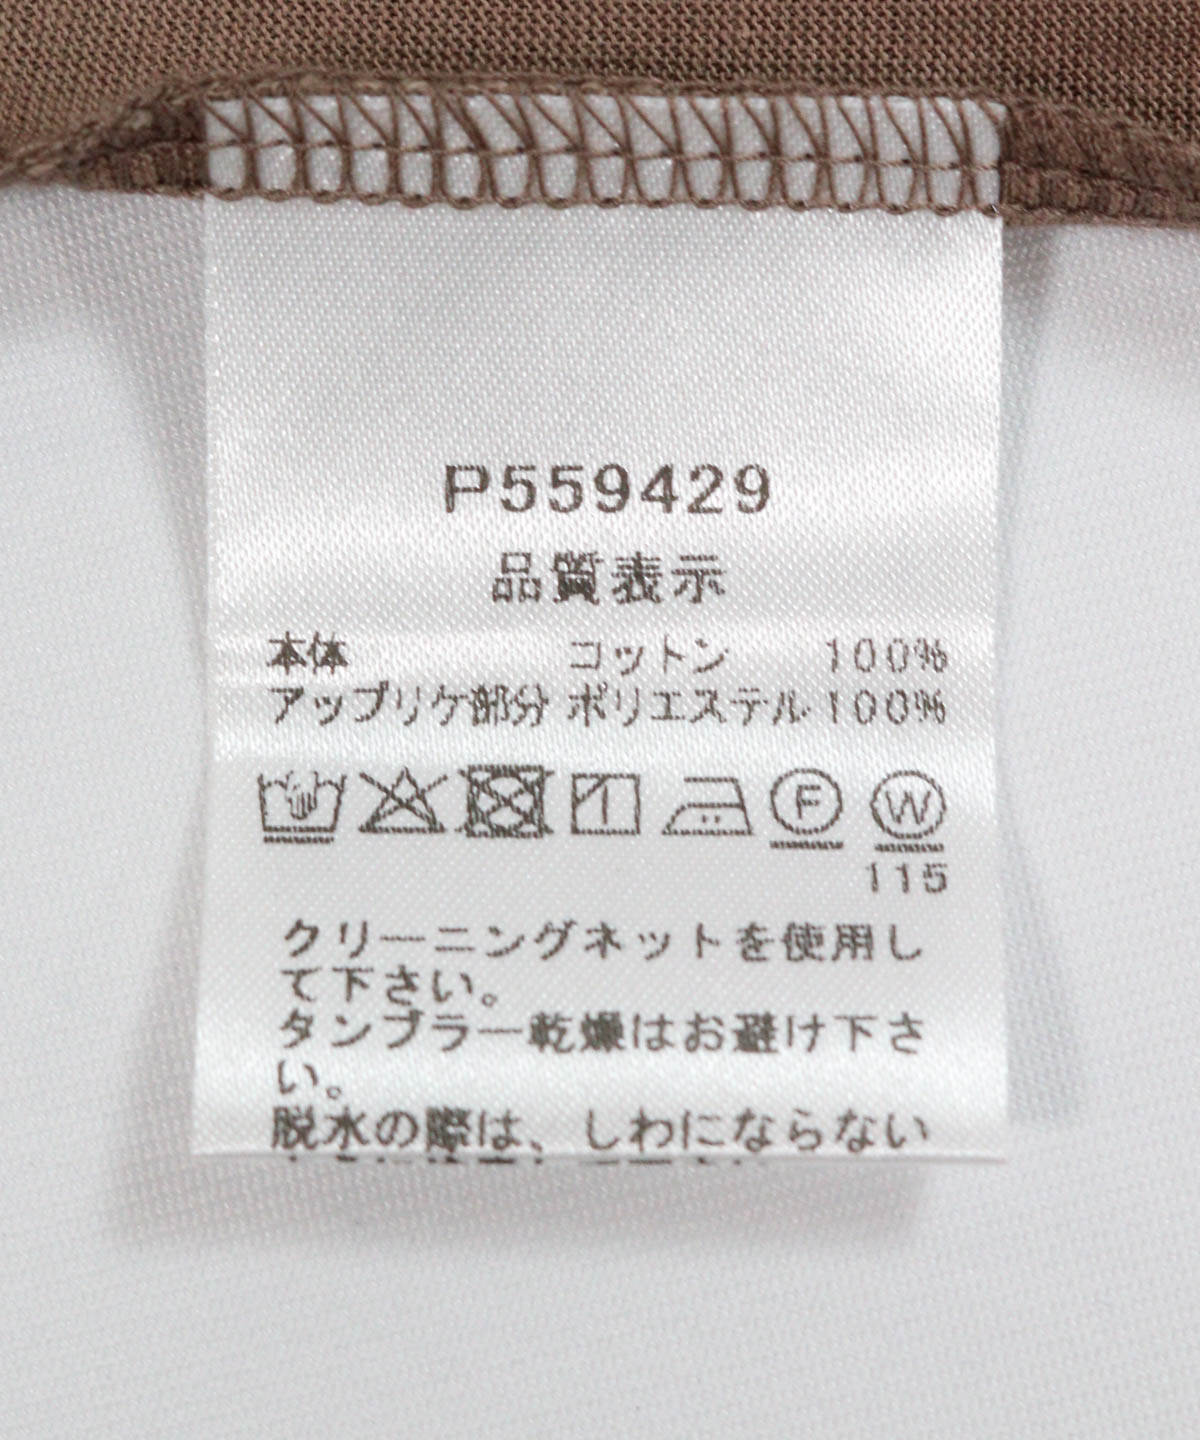 P559429
品質表示
本体 コットン 100%
アップリケ部分 ポリエステル 100%
F W
115
クリーニングネットを使用し
て下さい。
タンブラー乾燥はお避け下さ
い。
脱水の際は、しわにならない